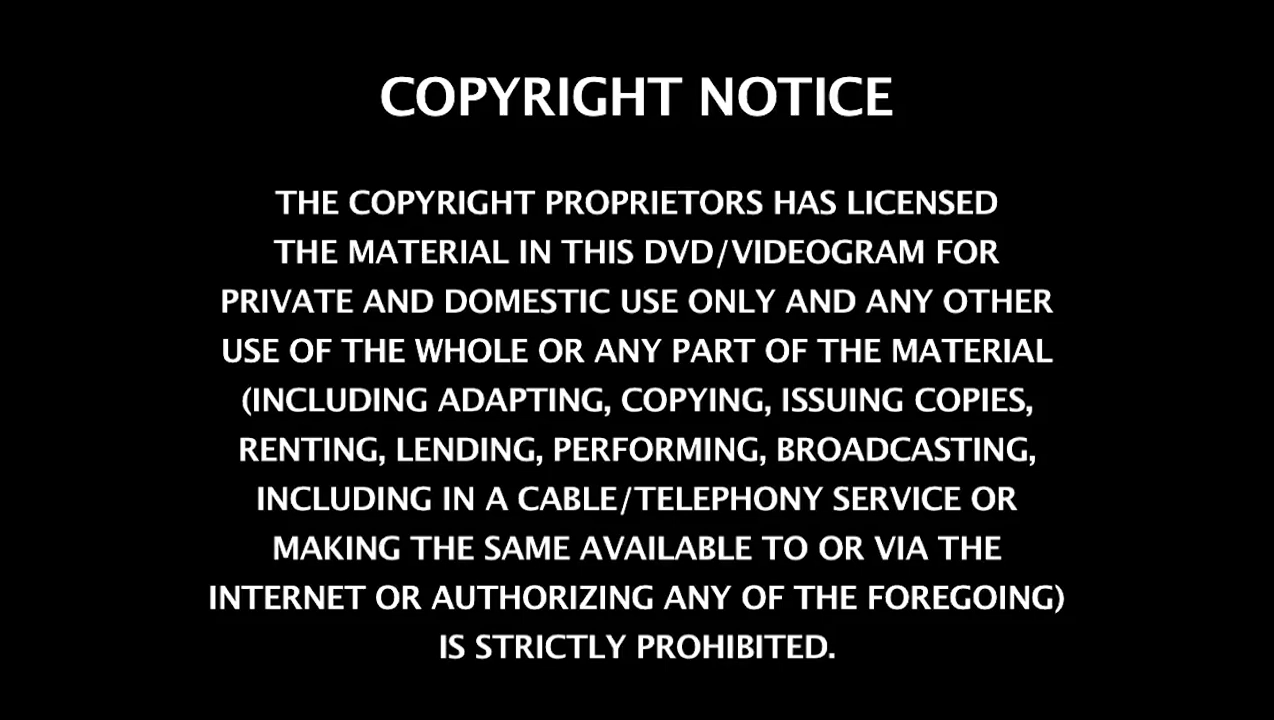 COPYRIGHT NOTICE
THE COPYRIGHT PROPRIETORS HAS LICENSED
THE MATERIAL IN THIS DVD/VIDEOGRAM FOR
PRIVATE AND DOMESTIC USE ONLY AND ANY OTHER
USE OF THE WHOLE OR ANY PART OF THE MATERIAL
(INCLUDING ADAPTING, COPYING, ISSUING COPIES,
RENTING, LENDING, PERFORMING, BROADCASTING,
INCLUDING IN A CABLE/TELEPHONY SERVICE OR
MAKING THE SAME AVAILABLE TO OR VIA THE
INTERNET OR AUTHORIZING ANY OF THE FOREGOING)
IS STRICTLY PROHIBITED.